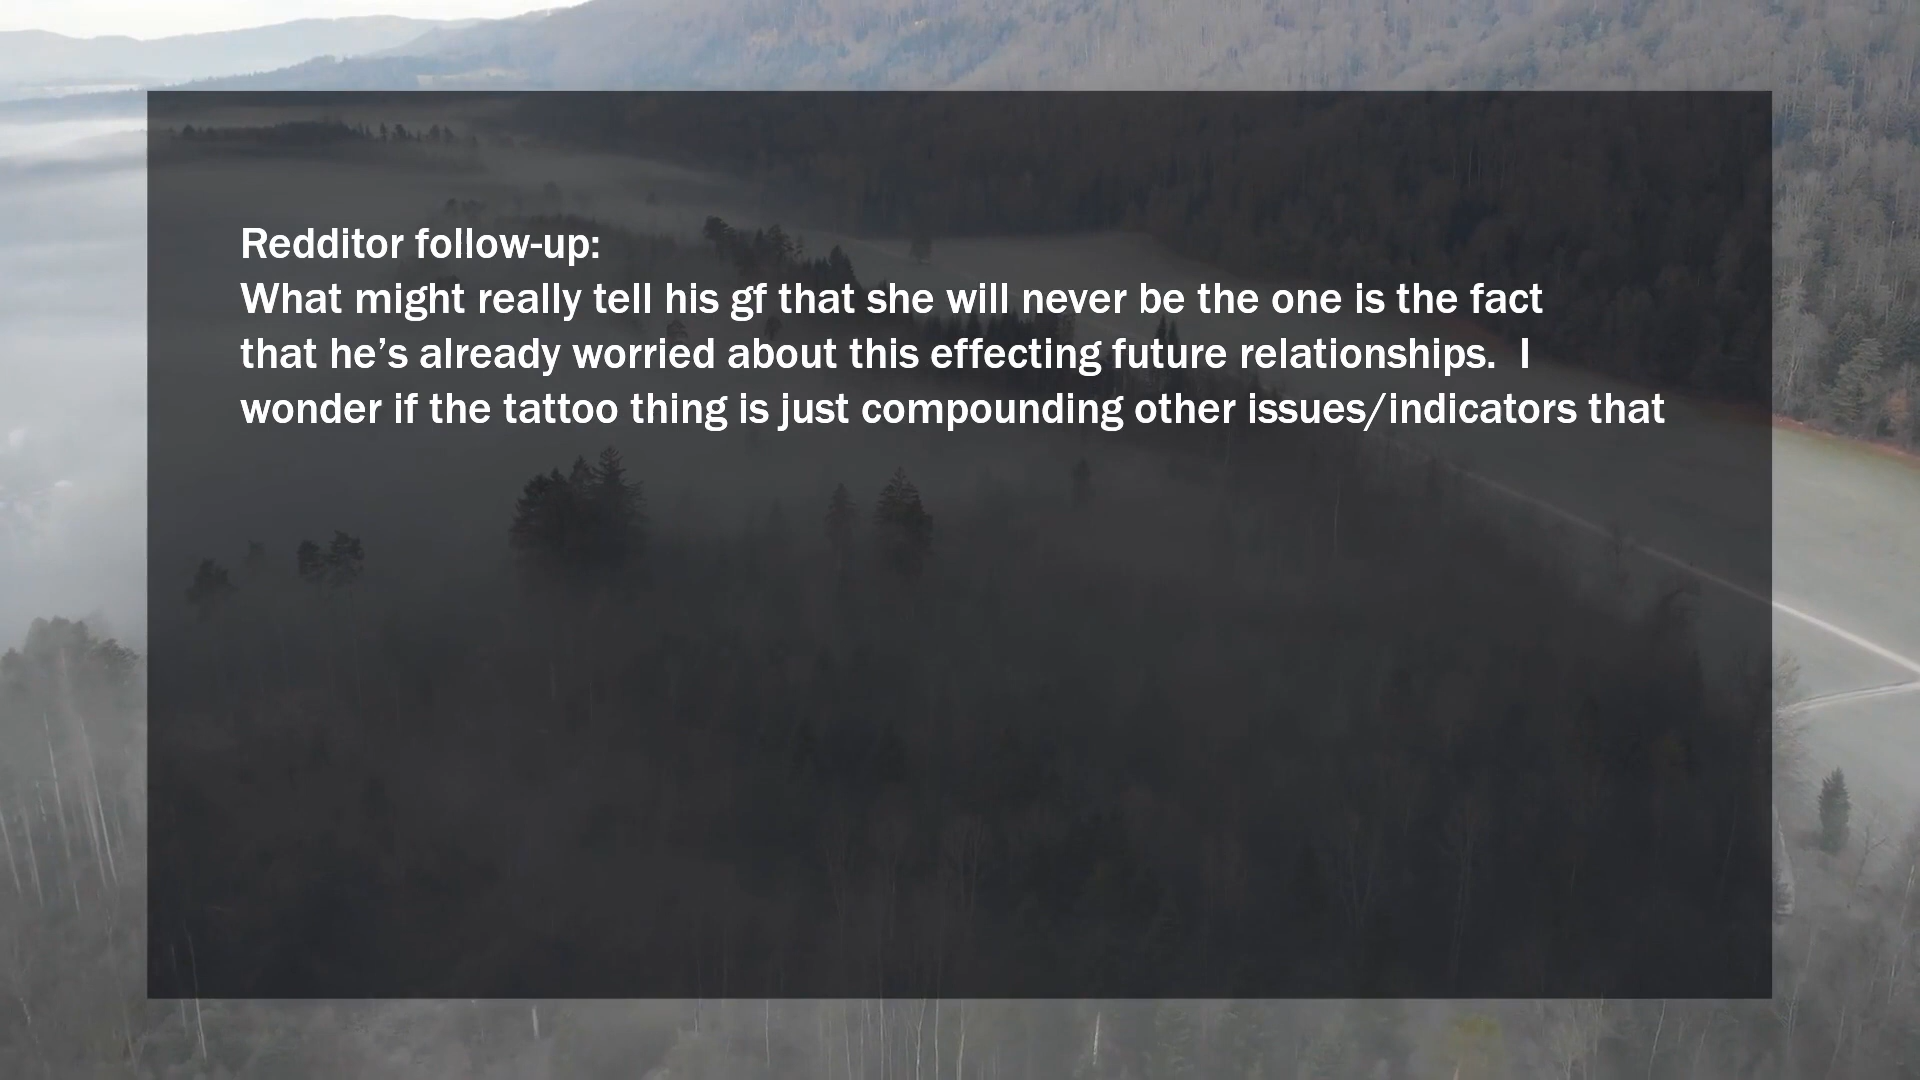 Redditor follow-up:
What might really tell his gf that she will never be the one is the fact
that he’s already worried about this effecting future relationships.  I
wonder if the tattoo thing is just compounding other issues/indicators that